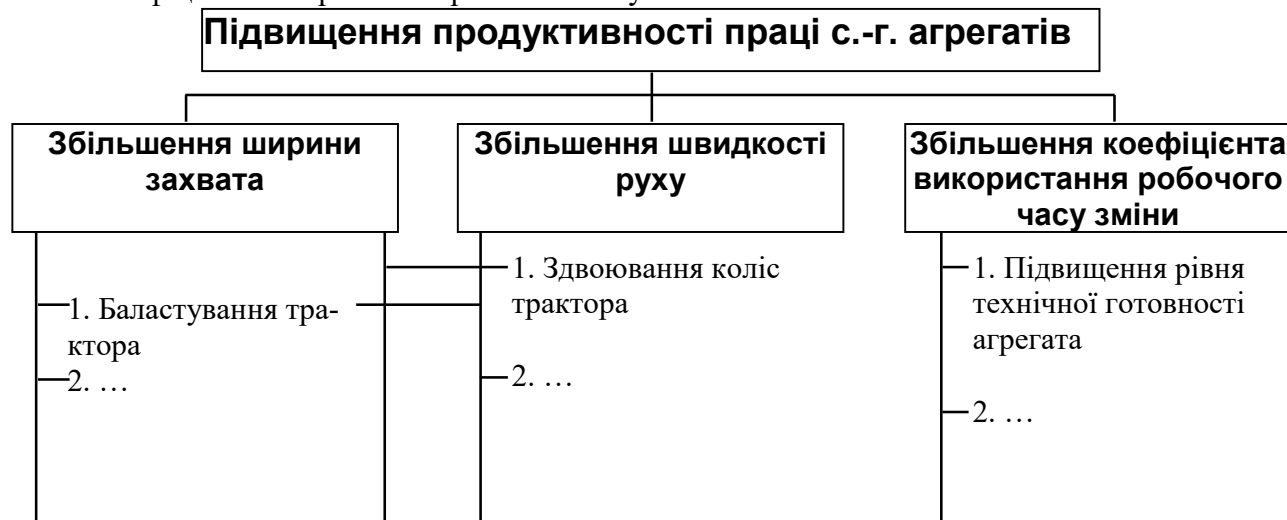 Підвищення продуктивності праці с.-г. агрегатів
Збільшення ширини
захвата
1. Баластування тра-
ктора
2. …
Збільшення швидкості
руху
1. Здвоювання коліс
трактора
2. …
Збільшення коефіцієнта
використання робочого
часу зміни
1. Підвищення рівня
технічної готовності
агрегата
2. …